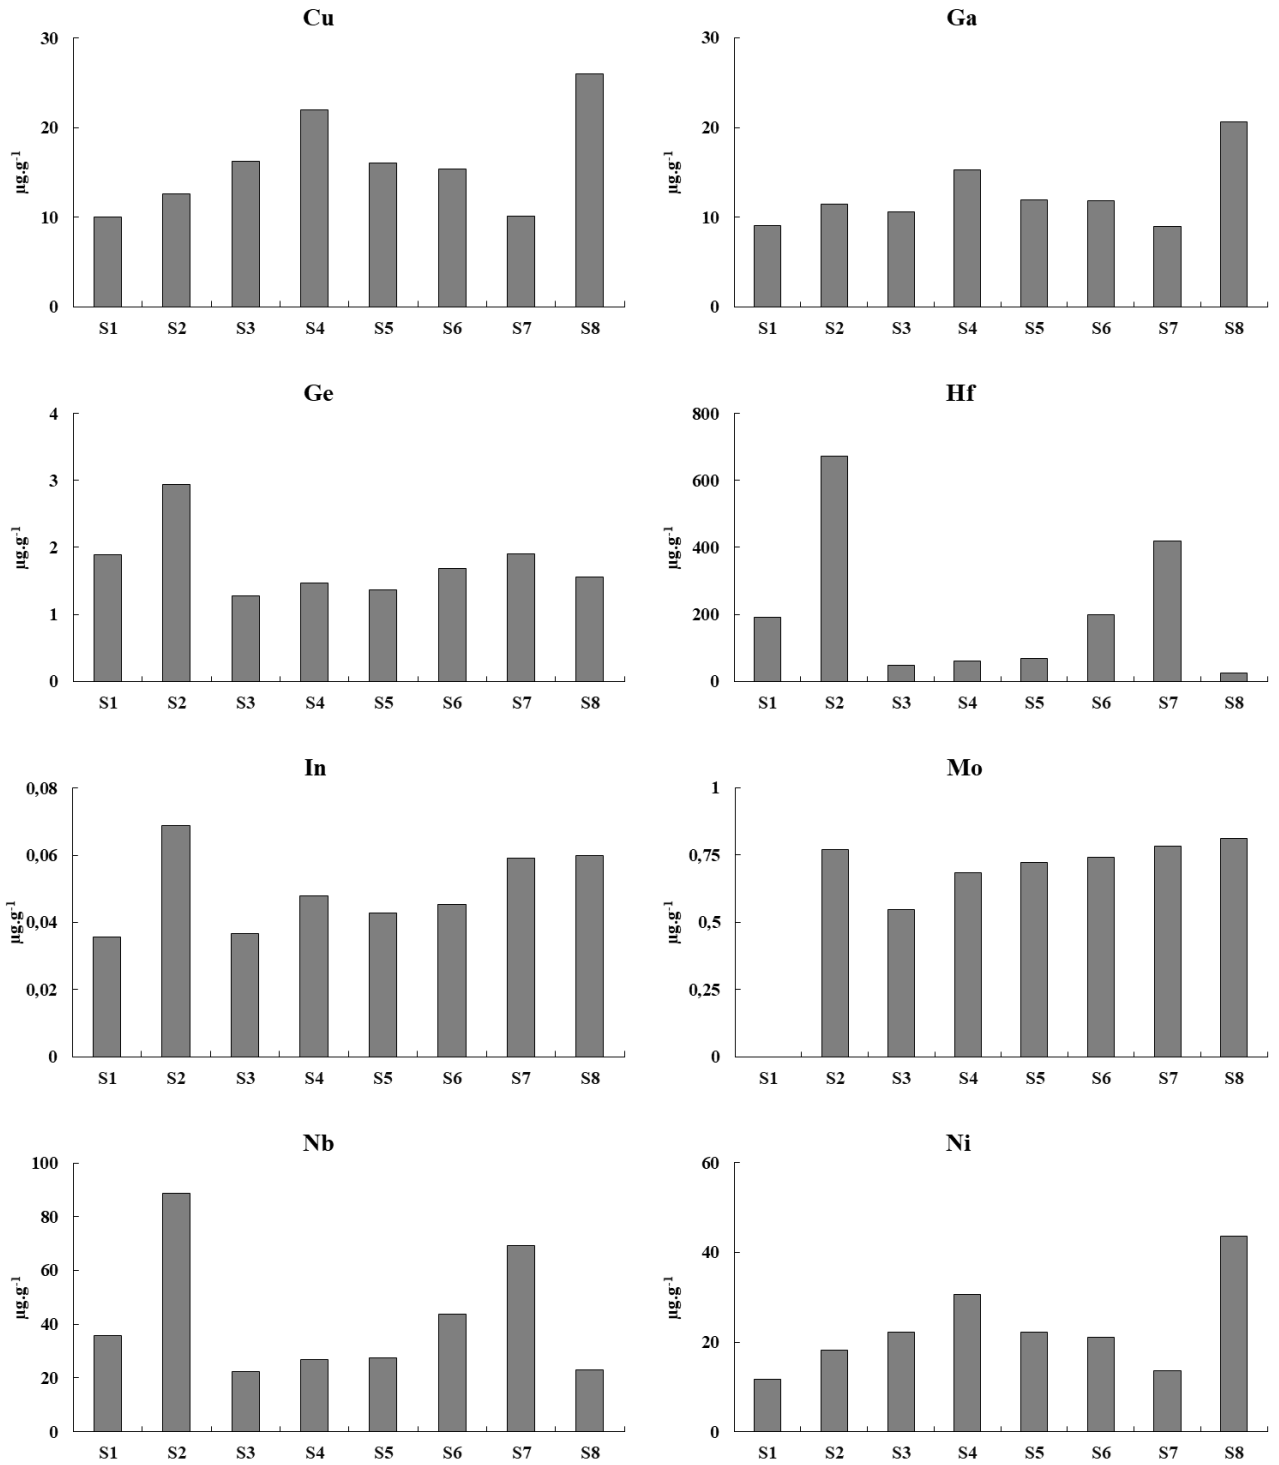 Cu
30
20
10
0
µg.g-1
S1 S2 S3 S4 S5 S6 S7 S8
Ga
30
20
10
0
µg.g-1
S1 S2 S3 S4 S5 S6 S7 S8
Ge
4
3
2
1
0
µg.g-1
S1 S2 S3 S4 S5 S6 S7 S8
Hf
800
600
400
200
0
µg.g-1
S1 S2 S3 S4 S5 S6 S7 S8
In
0,08
0,06
0,04
0,02
0
µg.g-1
S1 S2 S3 S4 S5 S6 S7 S8
Mo
1
0,75
0,5
0,25
0
µg.g-1
S1 S2 S3 S4 S5 S6 S7 S8
Nb
100
80
60
40
20
0
µg.g-1
S1 S2 S3 S4 S5 S6 S7 S8
Ni
60
40
20
0
µg.g-1
S1 S2 S3 S4 S5 S6 S7 S8